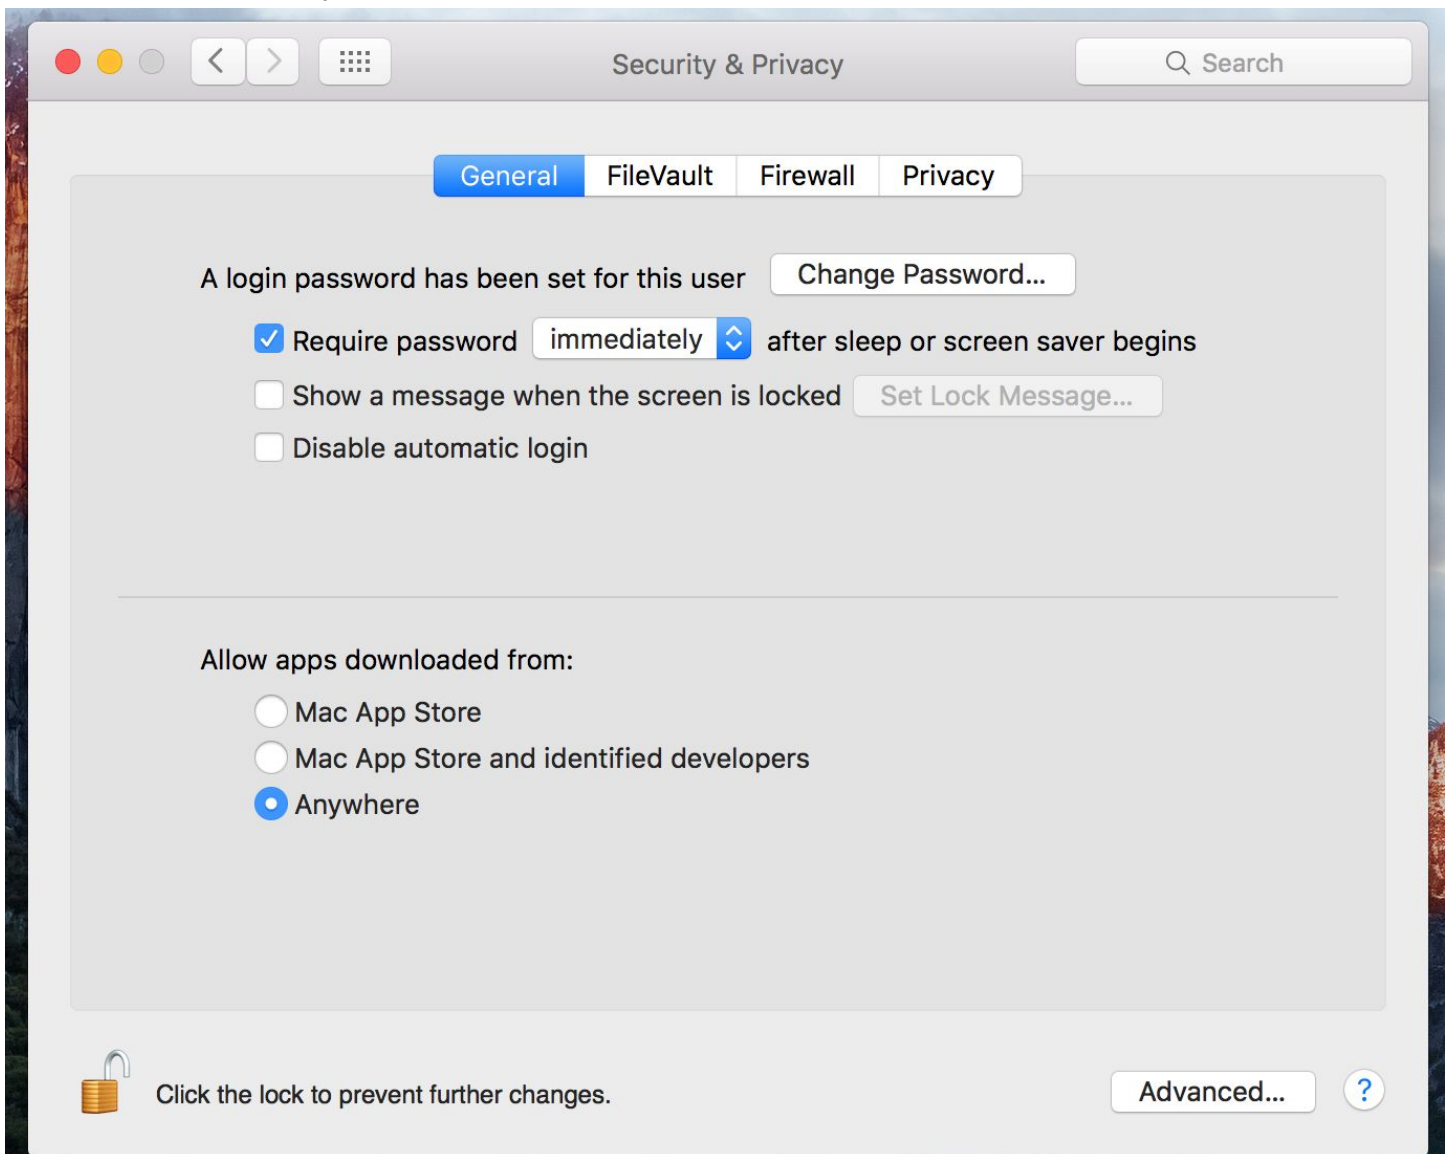 Security & Privacy
Search
General FileVault Firewall Privacy
A login password has been set for this user Change Password...
Require password immediately after sleep or screen saver begins
Show a message when the screen is locked Set Lock Message...
Disable automatic login
Allow apps downloaded from:
Mac App Store
Mac App Store and identified developers
Anywhere
Click the lock to prevent further changes.
Advanced... ?